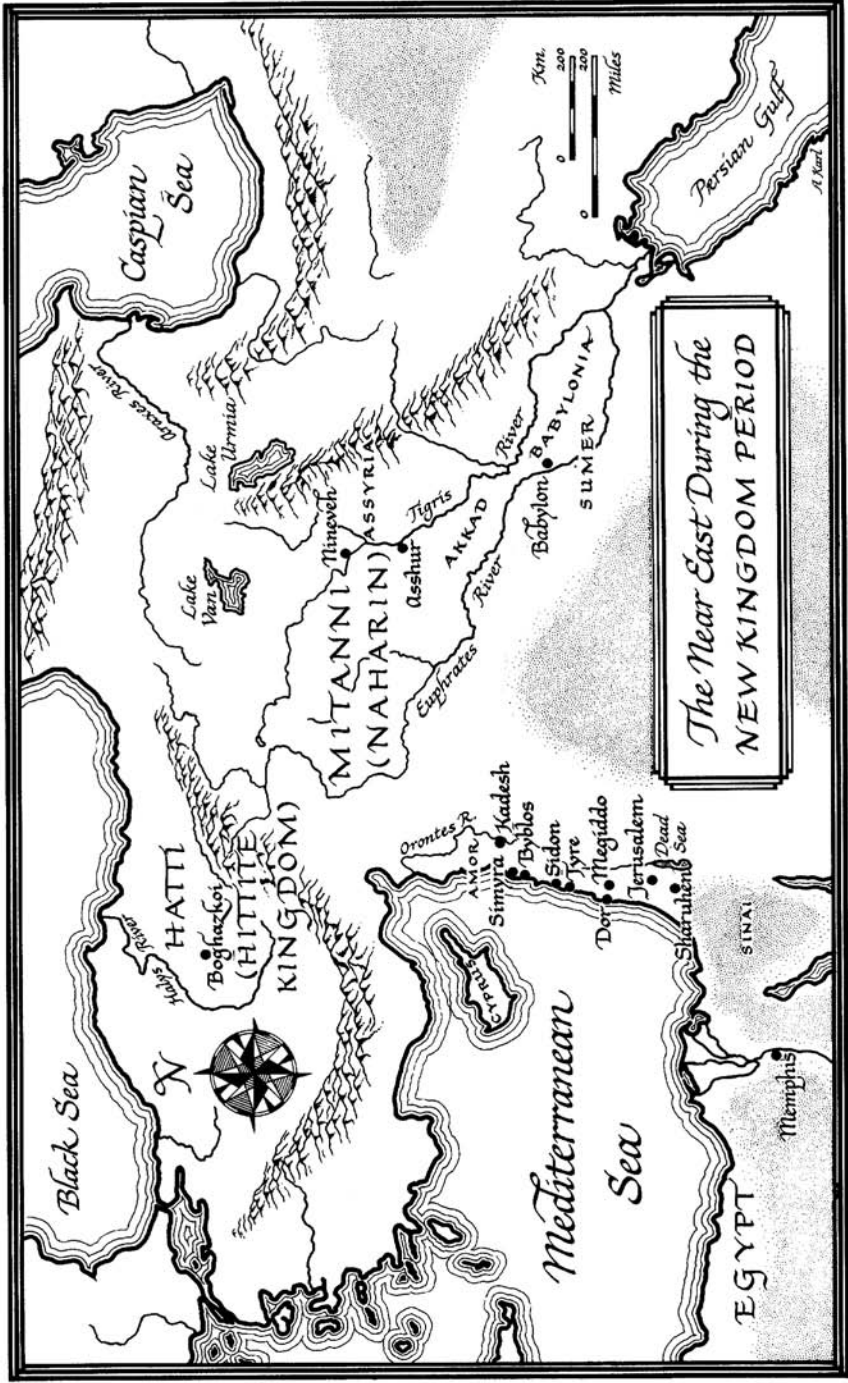 Black Sea
Caspian
Sea
N
Halys River
HATTI
Boghazkoi
(HITTITE
KINGDOM)
Araxes River
Lake
Van
Lake
Urmia
MITANNI
(NAHARIN)
Nineveh
ASSYRIA
Asshur
Tigris
River
AKKAD
Euphrates
River
Babylon
BABYLONIA
SUMER
CYPRUS
Orontes R.
AMOR
Simyra
Kadesh
Byblos
Sidon
Tyre
Megiddo
Dor
Jerusalem
Dead
Sea
Sharuhen
SINAI
Mediterranean
Sea
EGYPT
Memphis
Km.
0 200
0 200
Miles
Persian Gulf
A Karl
The Near East During the
NEW KINGDOM PERIOD